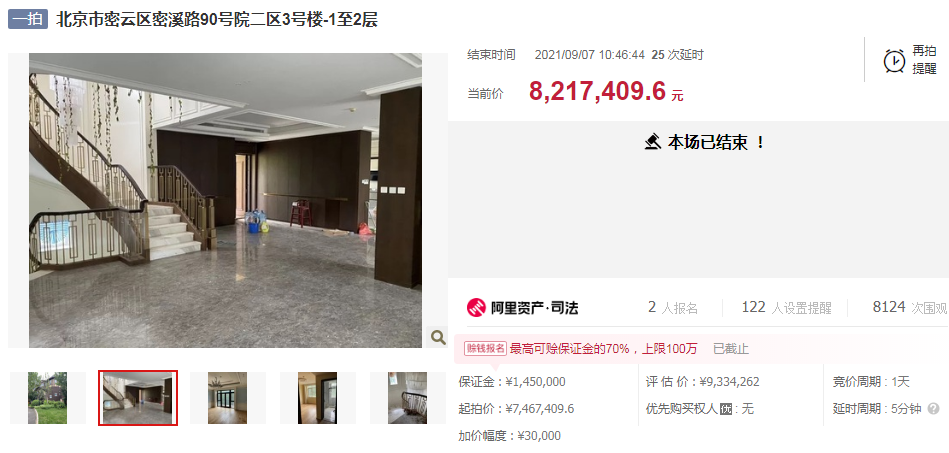 一拍 北京市密云区密溪路90号院二区3号楼-1至2层
结束时间 2021/09/07 10:46:44 25 次延时
再拍
提醒
当前价 8,217,409.6 元
本场已结束 ！
阿里资产·司法 2 人报名 122 人设置提醒 8124 次围观
赊钱报名 最高可赊保证金的70%，上限100万 已截止
保证金 : ¥1,450,000 评 估 价 : ¥9,334,262 竞价周期 : 1天
起拍价 : ¥7,467,409.6 优先购买权人 优 : 无 延时周期 : 5分钟 ?
加价幅度 : ¥30,000